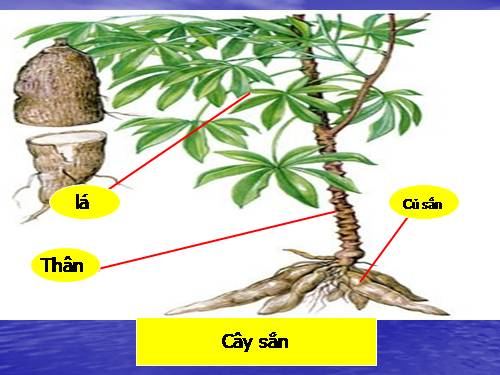 lá
Củ sắn
Thân
Cây sắn